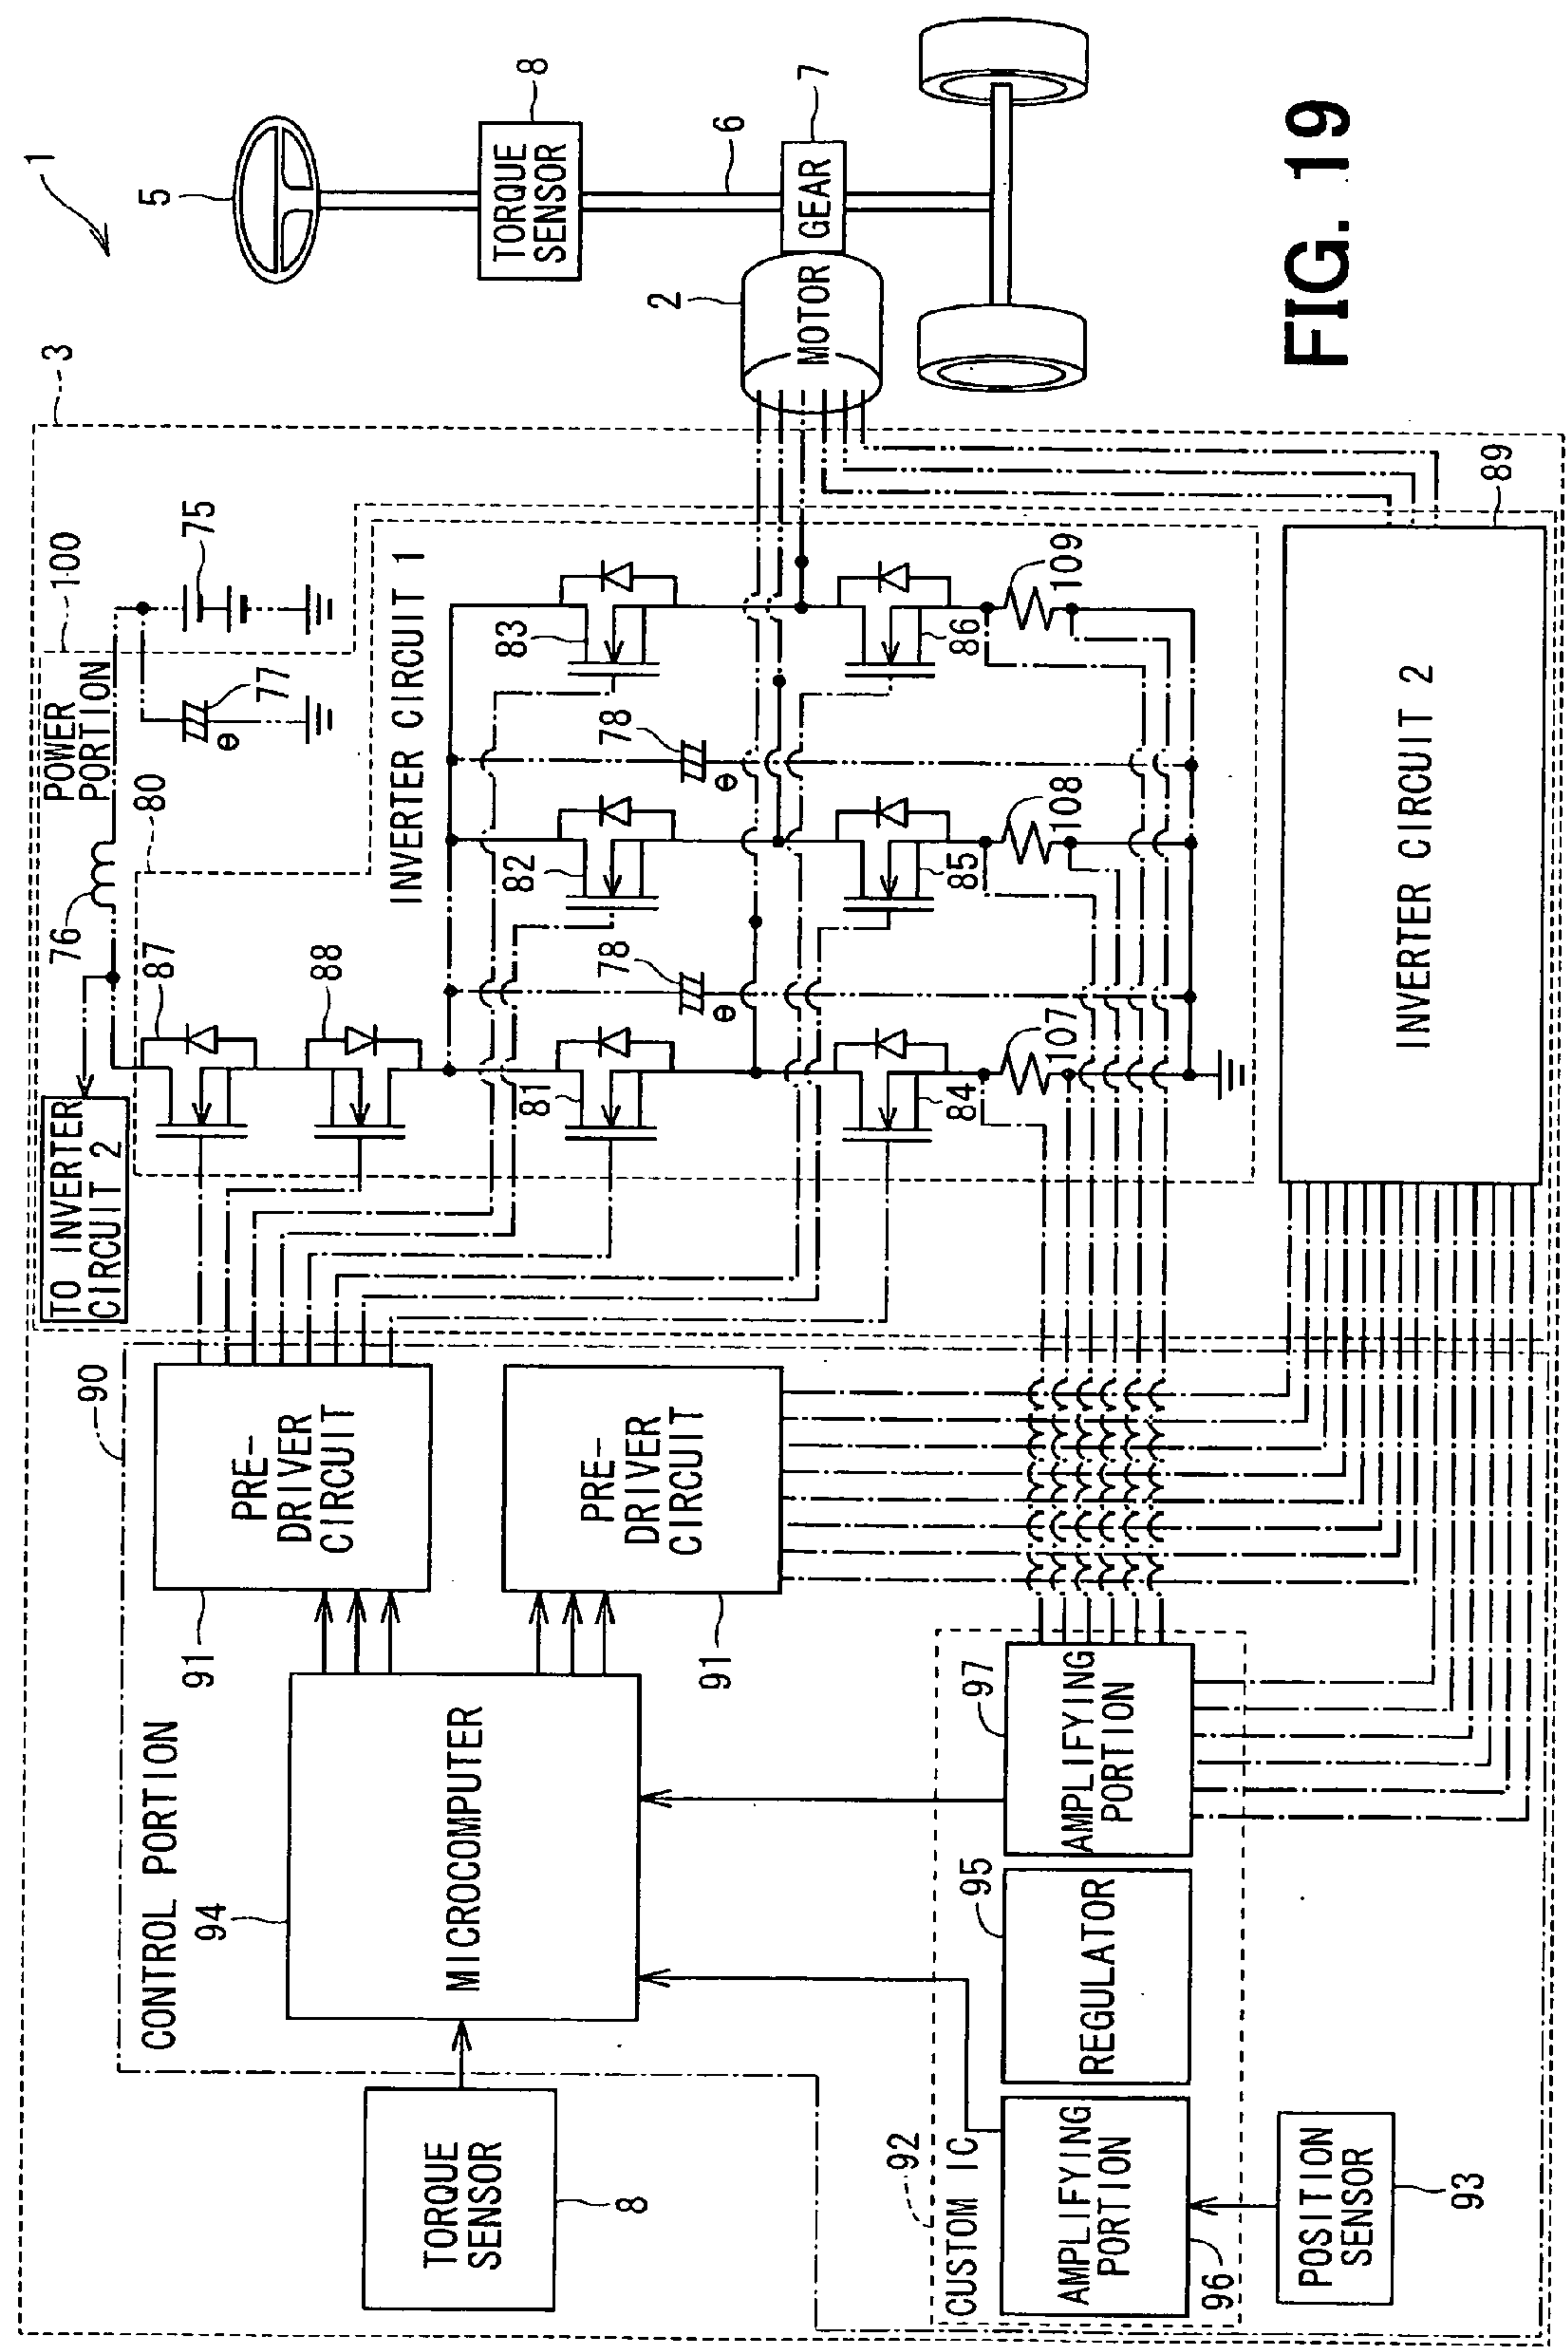 1
5
8
TORQUE
SENSOR
6
7
GEAR
2
MOTOR
FIG. 19
3
100
75
POWER
PORTION
77
Θ
76
80
87
88
TO INVERTER
CIRCUIT 2
INVERTER CIRCUIT 1
83
82
81
78
Θ
78
Θ
86
85
84
109
108
107
89
INVERTER CIRCUIT 2
90
CONTROL PORTION
PRE-
DRIVER
CIRCUIT
91
PRE-
DRIVER
CIRCUIT
91
94
MICROCOMPUTER
TORQUE
SENSOR
8
92
CUSTOM IC
97
AMPLIFYING
PORTION
95
REGULATOR
AMPLIFYING
PORTION
96
POSITION
SENSOR
93